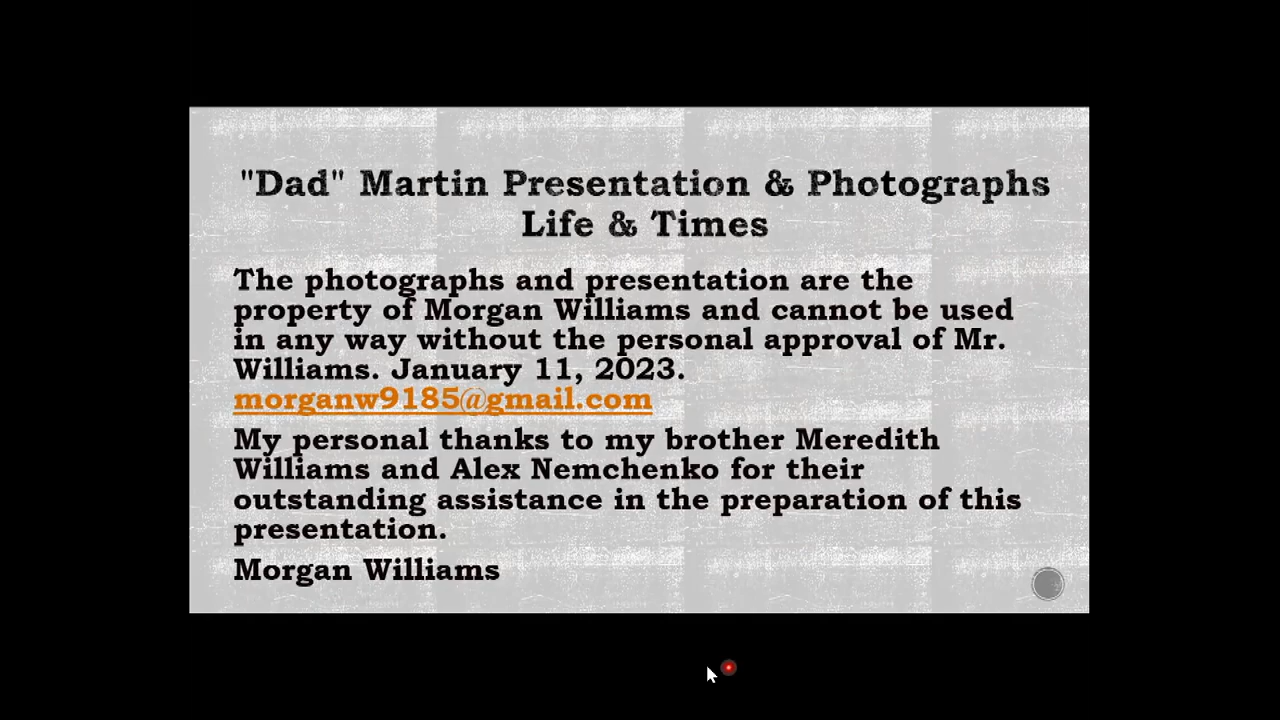 "Dad" Martin Presentation & Photographs
Life & Times
The photographs and presentation are the
property of Morgan Williams and cannot be used
in any way without the personal approval of Mr.
Williams. January 11, 2023.
morganw9185@gmail.com
My personal thanks to my brother Meredith
Williams and Alex Nemchenko for their
outstanding assistance in the preparation of this
presentation.
Morgan Williams